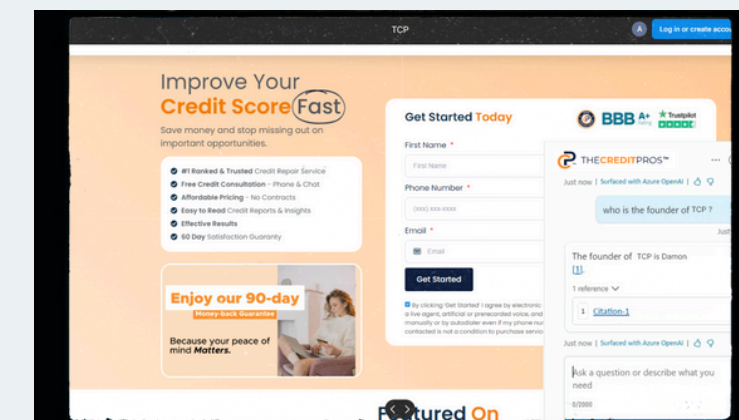 TCP
A
Log in or create acco
Improve Your
Credit Score Fast
Save money and stop missing out on
important opportunities.
#1 Ranked & Trusted Credit Repair Service
Free Credit Consultation - Phone & Chat
Affordable Pricing - No Contracts
Easy to Read Credit Reports & Insights
Effective Results
60 Day Satisfaction Guaranty
Enjoy our 90-day
Money-back Guarantee
Because your peace of
mind Matters.
Get Started Today
BBB A+
Rating
Trustpilot
First Name *
First Name
Phone Number *
(xxx) xxx-xxxx
Email *
Email
Get Started
By clicking 'Get Started' I agree by electronic
a live agent, artificial or prerecorded voice, and
manually or by autodialer even if my phone nu
contacted is not a condition to purchase servic
THECREDITPROS™
Just now | Surfaced with Azure OpenAI |
who is the founder of TCP ?
Just
The founder of TCP is Damon
[1].
1 reference
1 Citation-1
Just now | Surfaced with Azure OpenAI |
Ask a question or describe what you
need
0/2000
Featured On